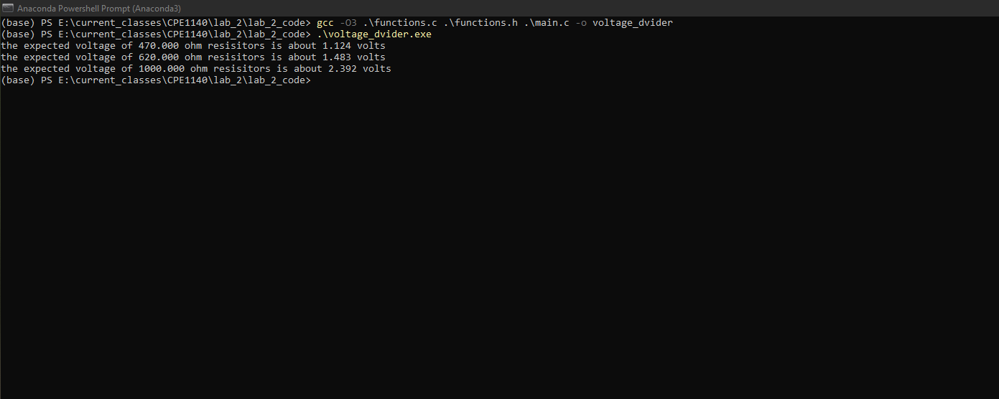 Anaconda Powershell Prompt (Anaconda3)
(base) PS E:\current_classes\CPE1140\lab_2\lab_2_code> gcc -O3 .\functions.c .\functions.h .\main.c -o voltage_dvider
(base) PS E:\current_classes\CPE1140\lab_2\lab_2_code> .\voltage_dvider.exe
the expected voltage of 470.000 ohm resisitors is about 1.124 volts
the expected voltage of 620.000 ohm resisitors is about 1.483 volts
the expected voltage of 1000.000 ohm resisitors is about 2.392 volts
(base) PS E:\current_classes\CPE1140\lab_2\lab_2_code>